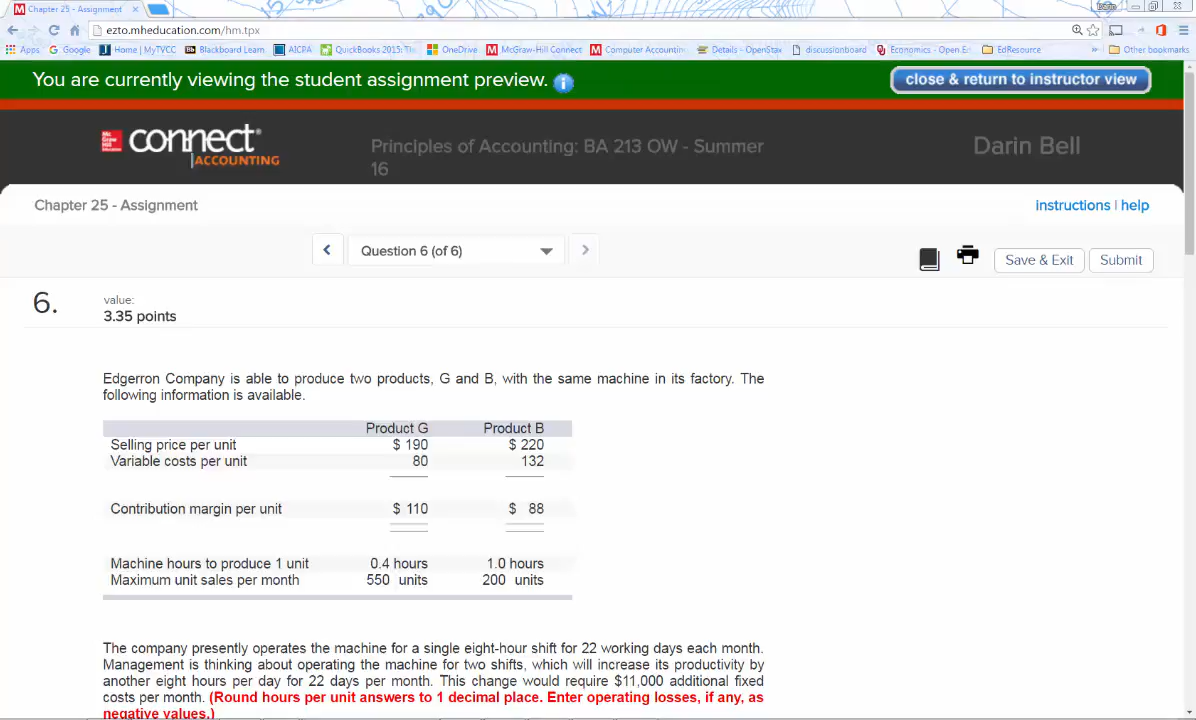 Chapter 25 - Assignment
ezto.mheducation.com/hm.tpx
Apps Google Home | MyTVCC Blackboard Learn AICPA QuickBooks 2015: The OneDrive McGraw-Hill Connect Computer Accountin Details - OpenStax discussionboard Economics - Open Ed EdResource » Other bookmarks
You are currently viewing the student assignment preview. i close & return to instructor view
Mc Graw Hill Education connect ACCOUNTING
Principles of Accounting: BA 213 OW - Summer
16
Darin Bell
Chapter 25 - Assignment instructions | help
Question 6 (of 6) Save & Exit Submit
6. value:
3.35 points
Edgerron Company is able to produce two products, G and B, with the same machine in its factory. The
following information is available.
Product G Product B
Selling price per unit $ 190 $ 220
Variable costs per unit 80 132
Contribution margin per unit $ 110 $ 88
Machine hours to produce 1 unit 0.4 hours 1.0 hours
Maximum unit sales per month 550 units 200 units
The company presently operates the machine for a single eight-hour shift for 22 working days each month.
Management is thinking about operating the machine for two shifts, which will increase its productivity by
another eight hours per day for 22 days per month. This change would require $11,000 additional fixed
costs per month. (Round hours per unit answers to 1 decimal place. Enter operating losses, if any, as
negative values.)